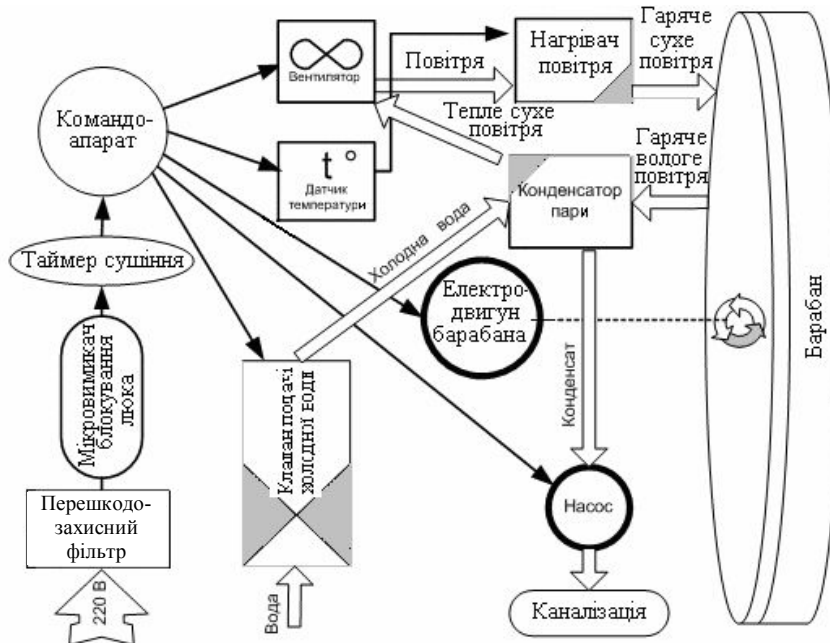 Командо-
апарат
Вентилятор
Повітря
Нагрівач
повітря
Гаряче
сухе
повітря
Тепле сухе
повітря
Гаряче
вологе
повітря
t °
Датчик
температури
Конденсатор
пари
Холодна вода
Таймер сушіння
Електро-
двигун
барабана
Барабан
Мікровимикач
блокування
люка
Клапан подачі
холодної води
Конденсат
Перешкодо-
захисний
фільтр
Насос
220 В
Вода
Каналізація